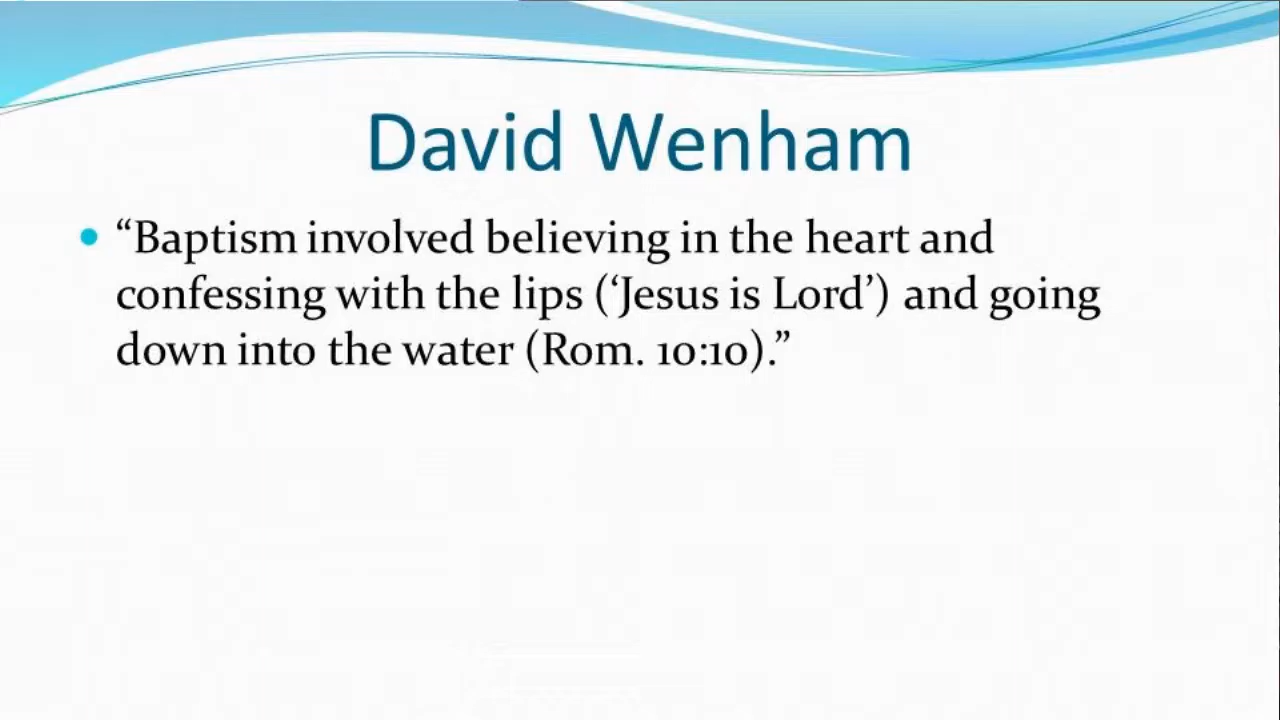 David Wenham
• “Baptism involved believing in the heart and
confessing with the lips (‘Jesus is Lord’) and going
down into the water (Rom. 10:10).”